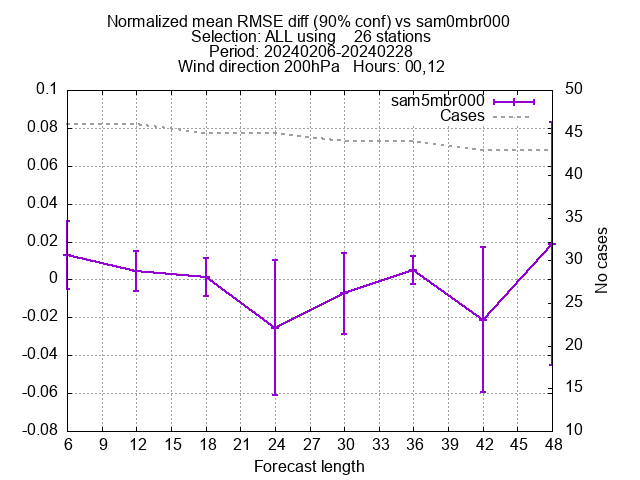 Normalized mean RMSE diff (90% conf) vs sam0mbr000
Selection: ALL using    26 stations
Period: 20240206-20240228
Wind direction 200hPa   Hours: 00,12
sam5mbr000
Cases
0.1
0.08
0.06
0.04
0.02
0
-0.02
-0.04
-0.06
-0.08
50
45
40
35
30
25
20
15
10
No cases
6 9 12 15 18 21 24 27 30 33 36 39 42 45 48
Forecast length